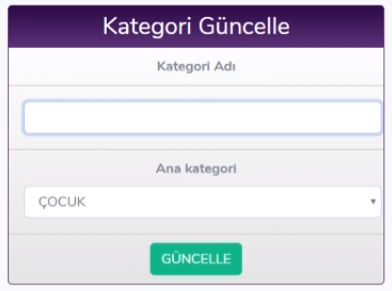 Kategori Güncelle
Kategori Adı
Ana kategori
ÇOCUK
GÜNCELLE